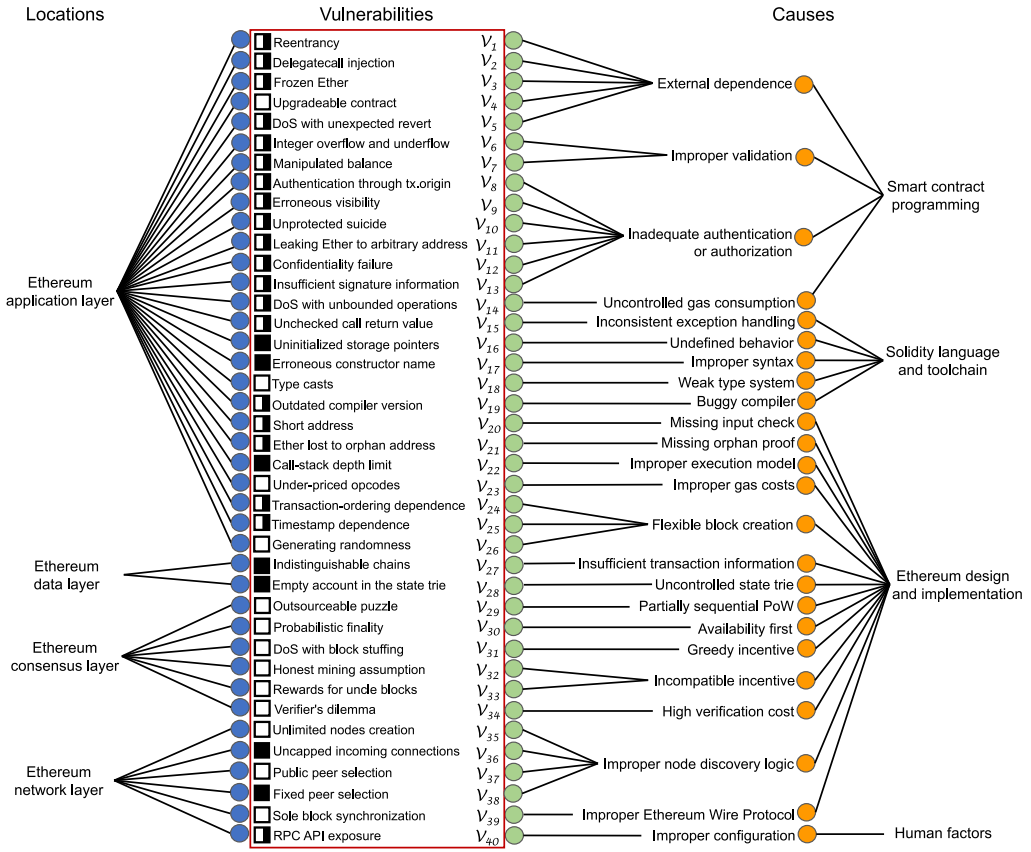 Locations
Vulnerabilities
Causes
Ethereum
application layer
Ethereum
data layer
Ethereum
consensus layer
Ethereum
network layer
Reentrancy V1
Delegatecall injection V2
Frozen Ether V3
Upgradeable contract V4
DoS with unexpected revert V5
Integer overflow and underflow V6
Manipulated balance V7
Authentication through tx.origin V8
Erroneous visibility V9
Unprotected suicide V10
Leaking Ether to arbitrary address V11
Confidentiality failure V12
Insufficient signature information V13
DoS with unbounded operations V14
Unchecked call return value V15
Uninitialized storage pointers V16
Erroneous constructor name V17
Type casts V18
Outdated compiler version V19
Short address V20
Ether lost to orphan address V21
Call-stack depth limit V22
Under-priced opcodes V23
Transaction-ordering dependence V24
Timestamp dependence V25
Generating randomness V26
Indistinguishable chains V27
Empty account in the state trie V28
Outsourceable puzzle V29
Probabilistic finality V30
DoS with block stuffing V31
Honest mining assumption V32
Rewards for uncle blocks V33
Verifier's dilemma V34
Unlimited nodes creation V35
Uncapped incoming connections V36
Public peer selection V37
Fixed peer selection V38
Sole block synchronization V39
RPC API exposure V40
External dependence
Improper validation
Inadequate authentication
or authorization
Uncontrolled gas consumption
Inconsistent exception handling
Undefined behavior
Improper syntax
Weak type system
Buggy compiler
Missing input check
Missing orphan proof
Improper execution model
Improper gas costs
Flexible block creation
Insufficient transaction information
Uncontrolled state trie
Partially sequential PoW
Availability first
Greedy incentive
Incompatible incentive
High verification cost
Improper node discovery logic
Improper Ethereum Wire Protocol
Improper configuration
Smart contract
programming
Solidity language
and toolchain
Ethereum design
and implementation
Human factors